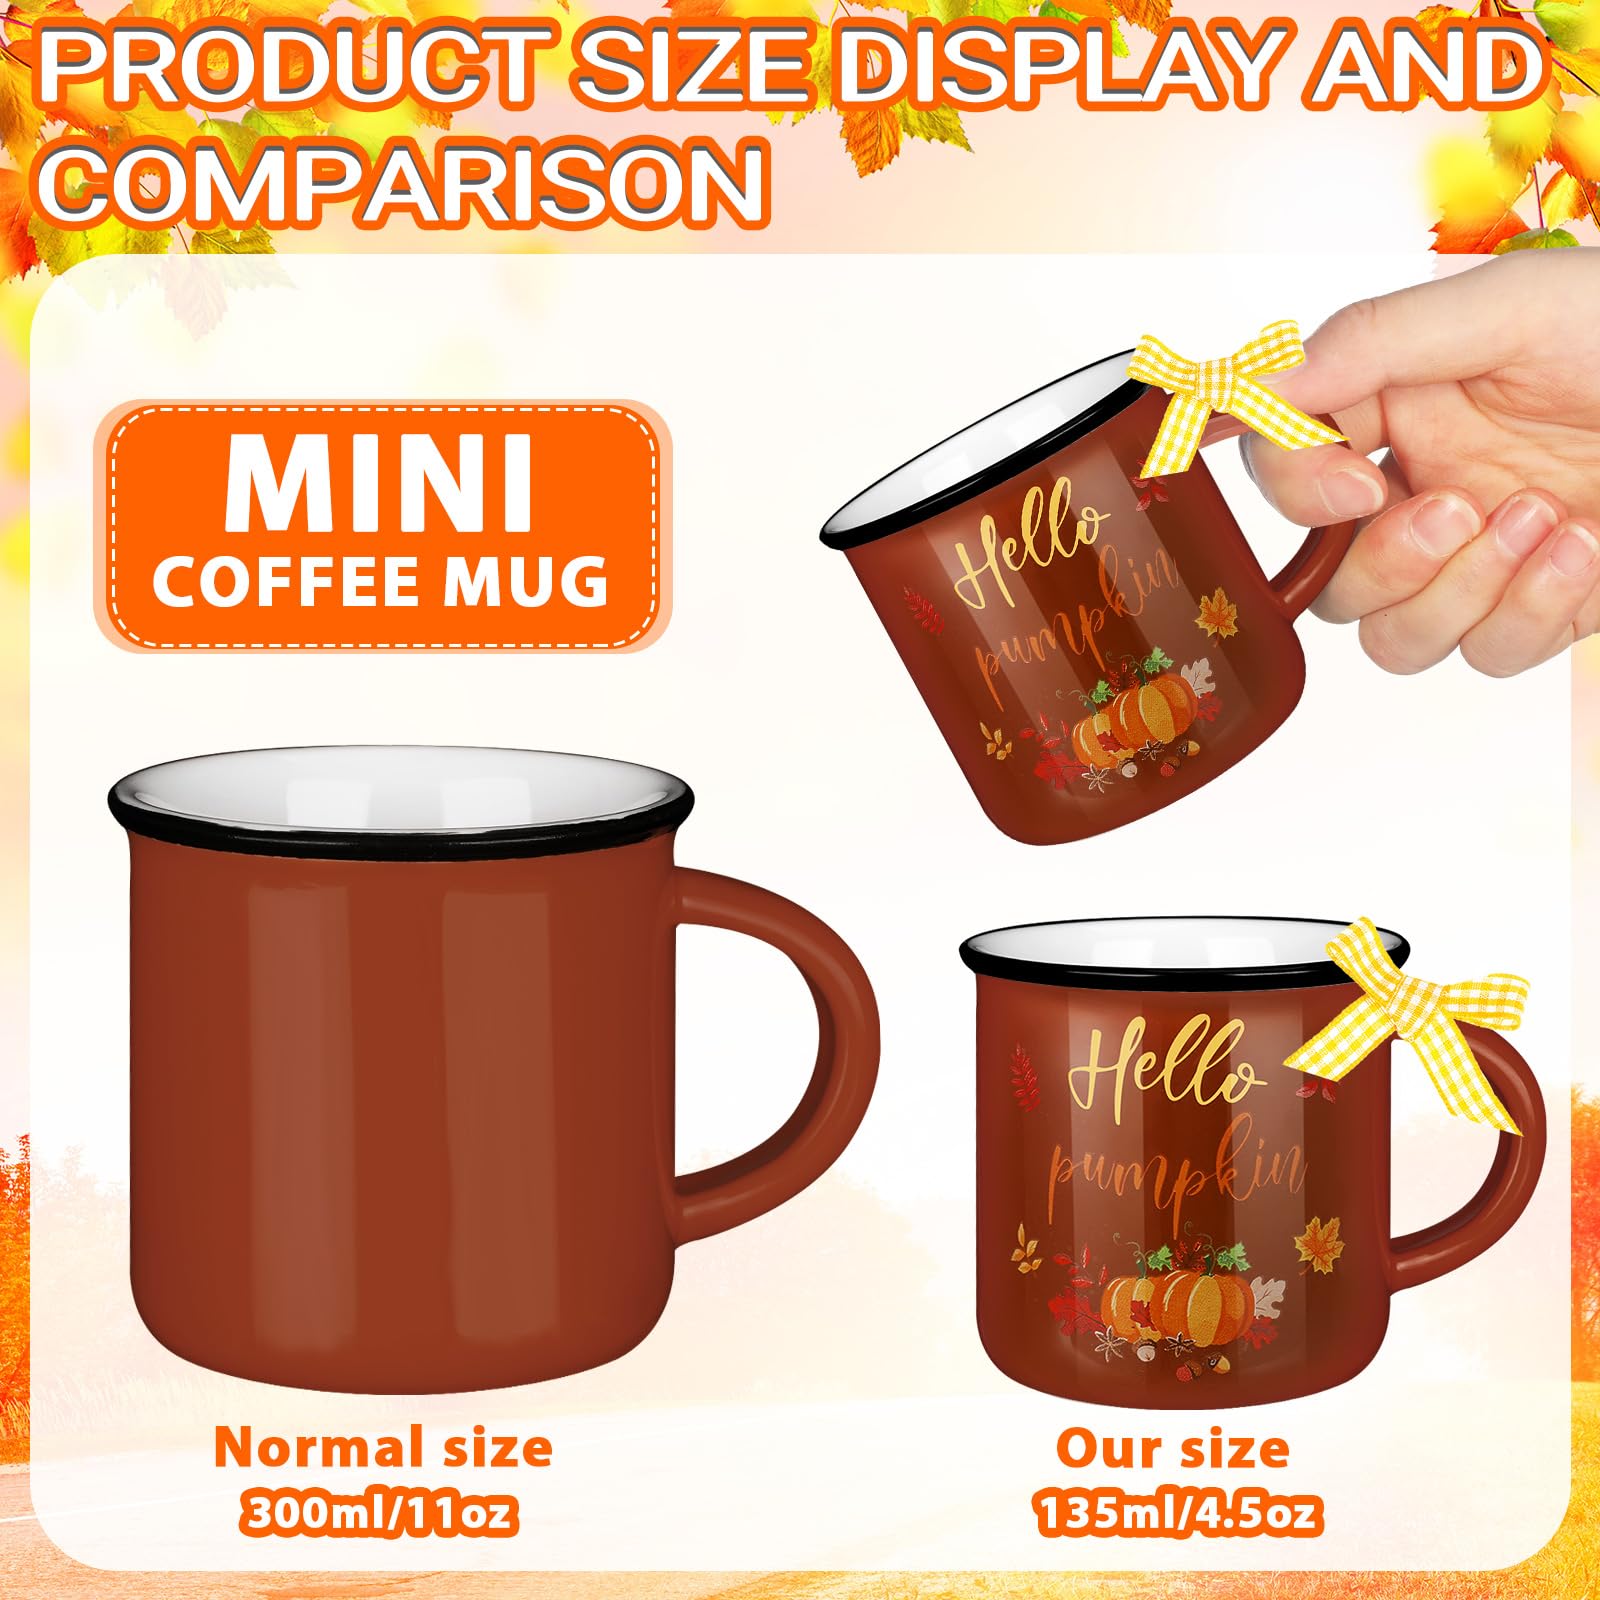 PRODUCT SIZE DISPLAY AND
COMPARISON
MINI
COFFEE MUG
Hello
pumpkin
Hello
pumpkin
Normal size
300ml/11oz
Our size
135ml/4.5oz